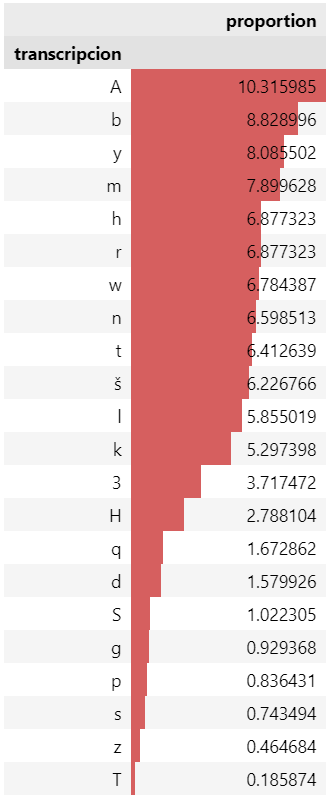 proportion
transcripcion
A 10.315985
b 8.828996
y 8.085502
m 7.899628
h 6.877323
r 6.877323
w 6.784387
n 6.598513
t 6.412639
š 6.226766
l 5.855019
k 5.297398
3 3.717472
H 2.788104
q 1.672862
d 1.579926
S 1.022305
g 0.929368
p 0.836431
s 0.743494
z 0.464684
T 0.185874